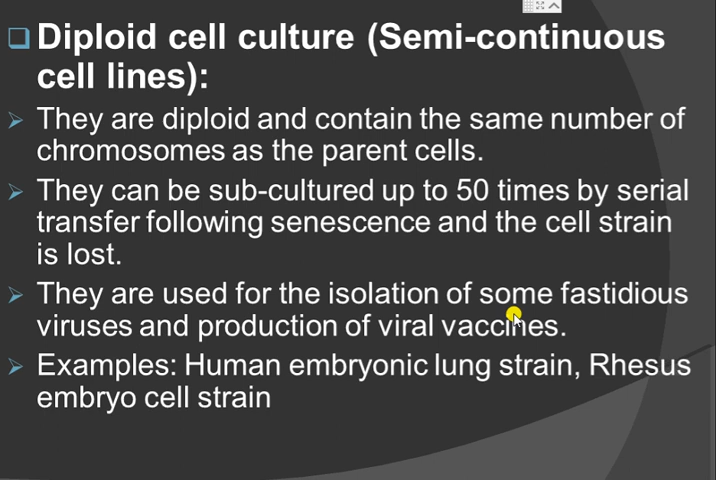 Diploid cell culture (Semi-continuous
cell lines):
They are diploid and contain the same number of
chromosomes as the parent cells.
They can be sub-cultured up to 50 times by serial
transfer following senescence and the cell strain
is lost.
They are used for the isolation of some fastidious
viruses and production of viral vaccines.
Examples: Human embryonic lung strain, Rhesus
embryo cell strain